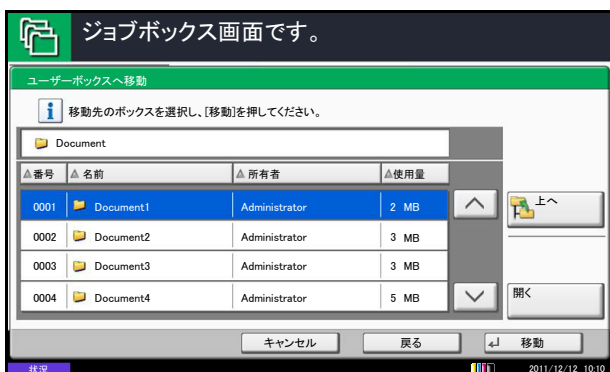 ジョブボックス画面です。
ユーザーボックスへ移動
移動先のボックスを選択し、[移動]を押してください。
Document
番号 名前 所有者 使用量
0001 Document1 Administrator 2 MB
0002 Document2 Administrator 3 MB
0003 Document3 Administrator 3 MB
0004 Document4 Administrator 5 MB
上へ
開く
キャンセル 戻る 移動
状況 2011/12/12 10:10